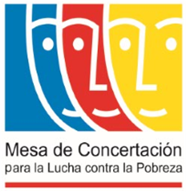 Mesa de Concertación
para la Lucha contra la Pobreza